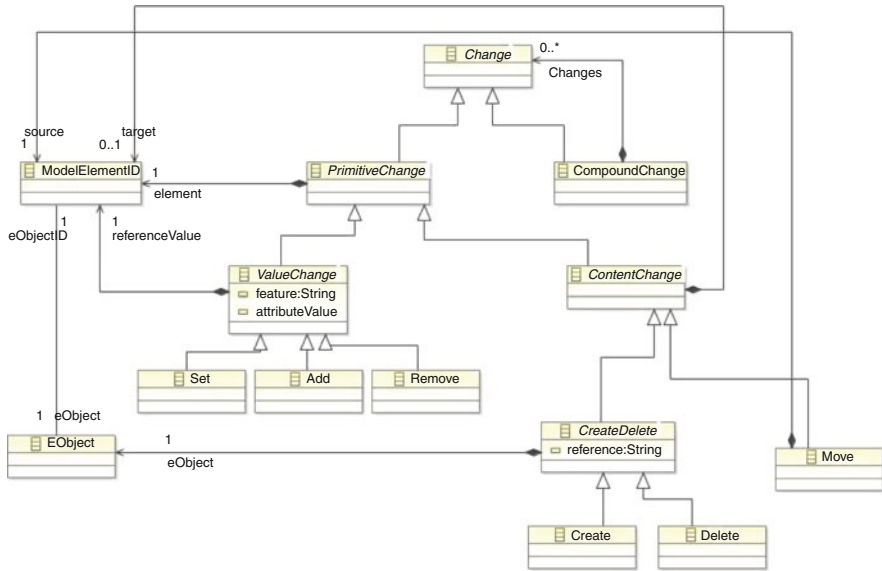 Change
0..*
Changes
source
1
target
0..1
ModelElementID
1
element
PrimitiveChange
CompoundChange
1
eObjectID
1
referenceValue
ValueChange
feature:String
attributeValue
ContentChange
Set
Add
Remove
1 eObject
EObject
1
eObject
CreateDelete
reference:String
Move
Create
Delete